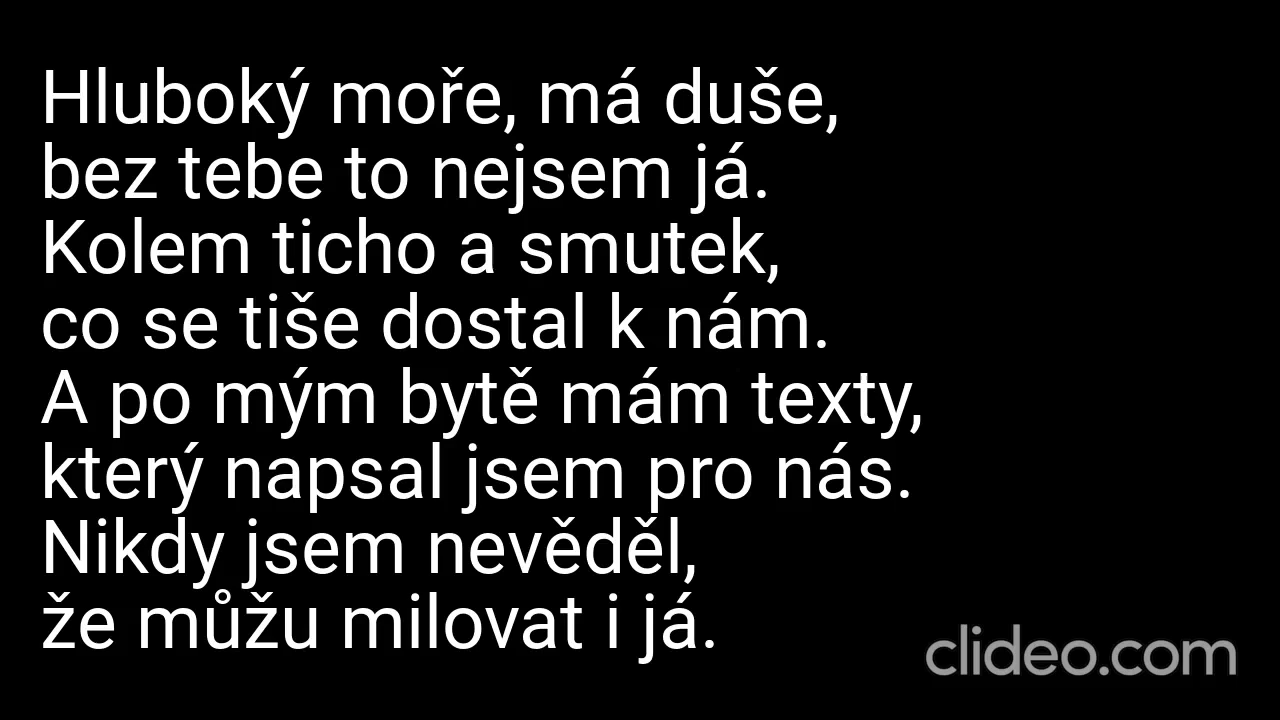 Hluboký moře, má duše,
bez tebe to nejsem já.
Kolem ticho a smutek,
co se tiše dostal k nám.
A po mým bytě mám texty,
který napsal jsem pro nás.
Nikdy jsem nevěděl,
že můžu milovat i já.
clideo.com